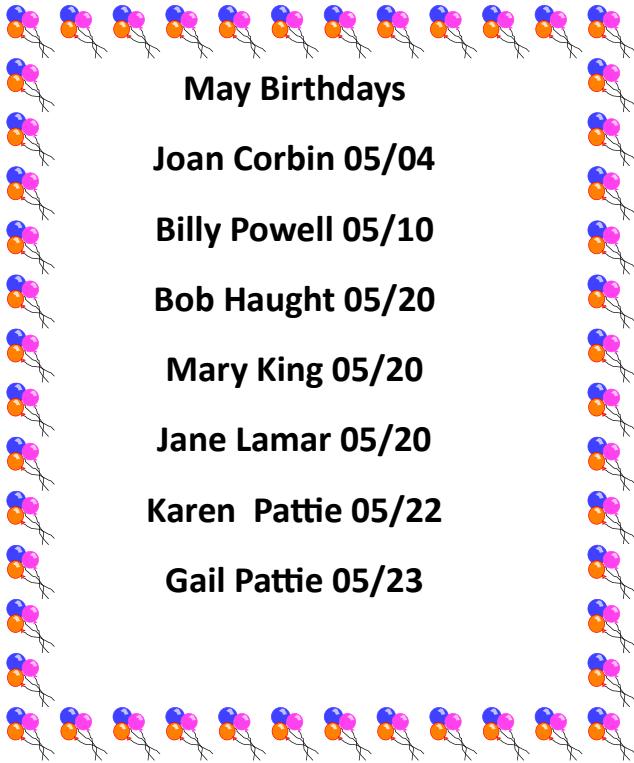 May Birthdays
Joan Corbin 05/04
Billy Powell 05/10
Bob Haught 05/20
Mary King 05/20
Jane Lamar 05/20
Karen  Pattie 05/22
Gail Pattie 05/23